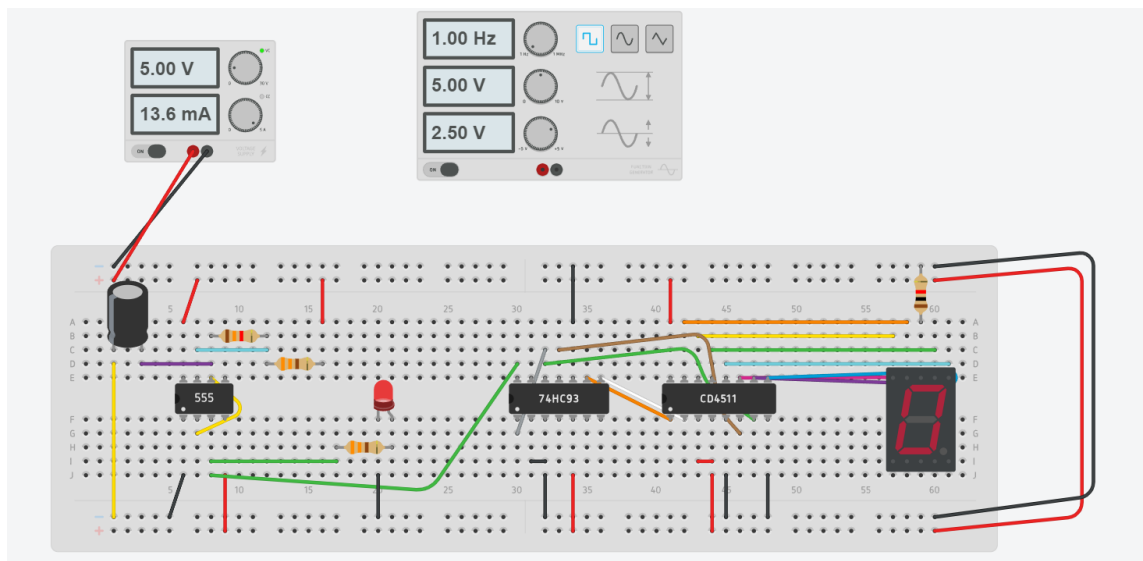 5.00 V
13.6 mA
ON
1.00 Hz
5.00 V
2.50 V
ON
− −
+ +
5 10 15 20 25 30 35 40 45 50 55 60
A A
B B
C C
D D
E E
555
74HC93
CD4511
F F
G G
H H
I I
J J
5 10 15 20 25 30 35 40 45 50 55 60
− −
+ +